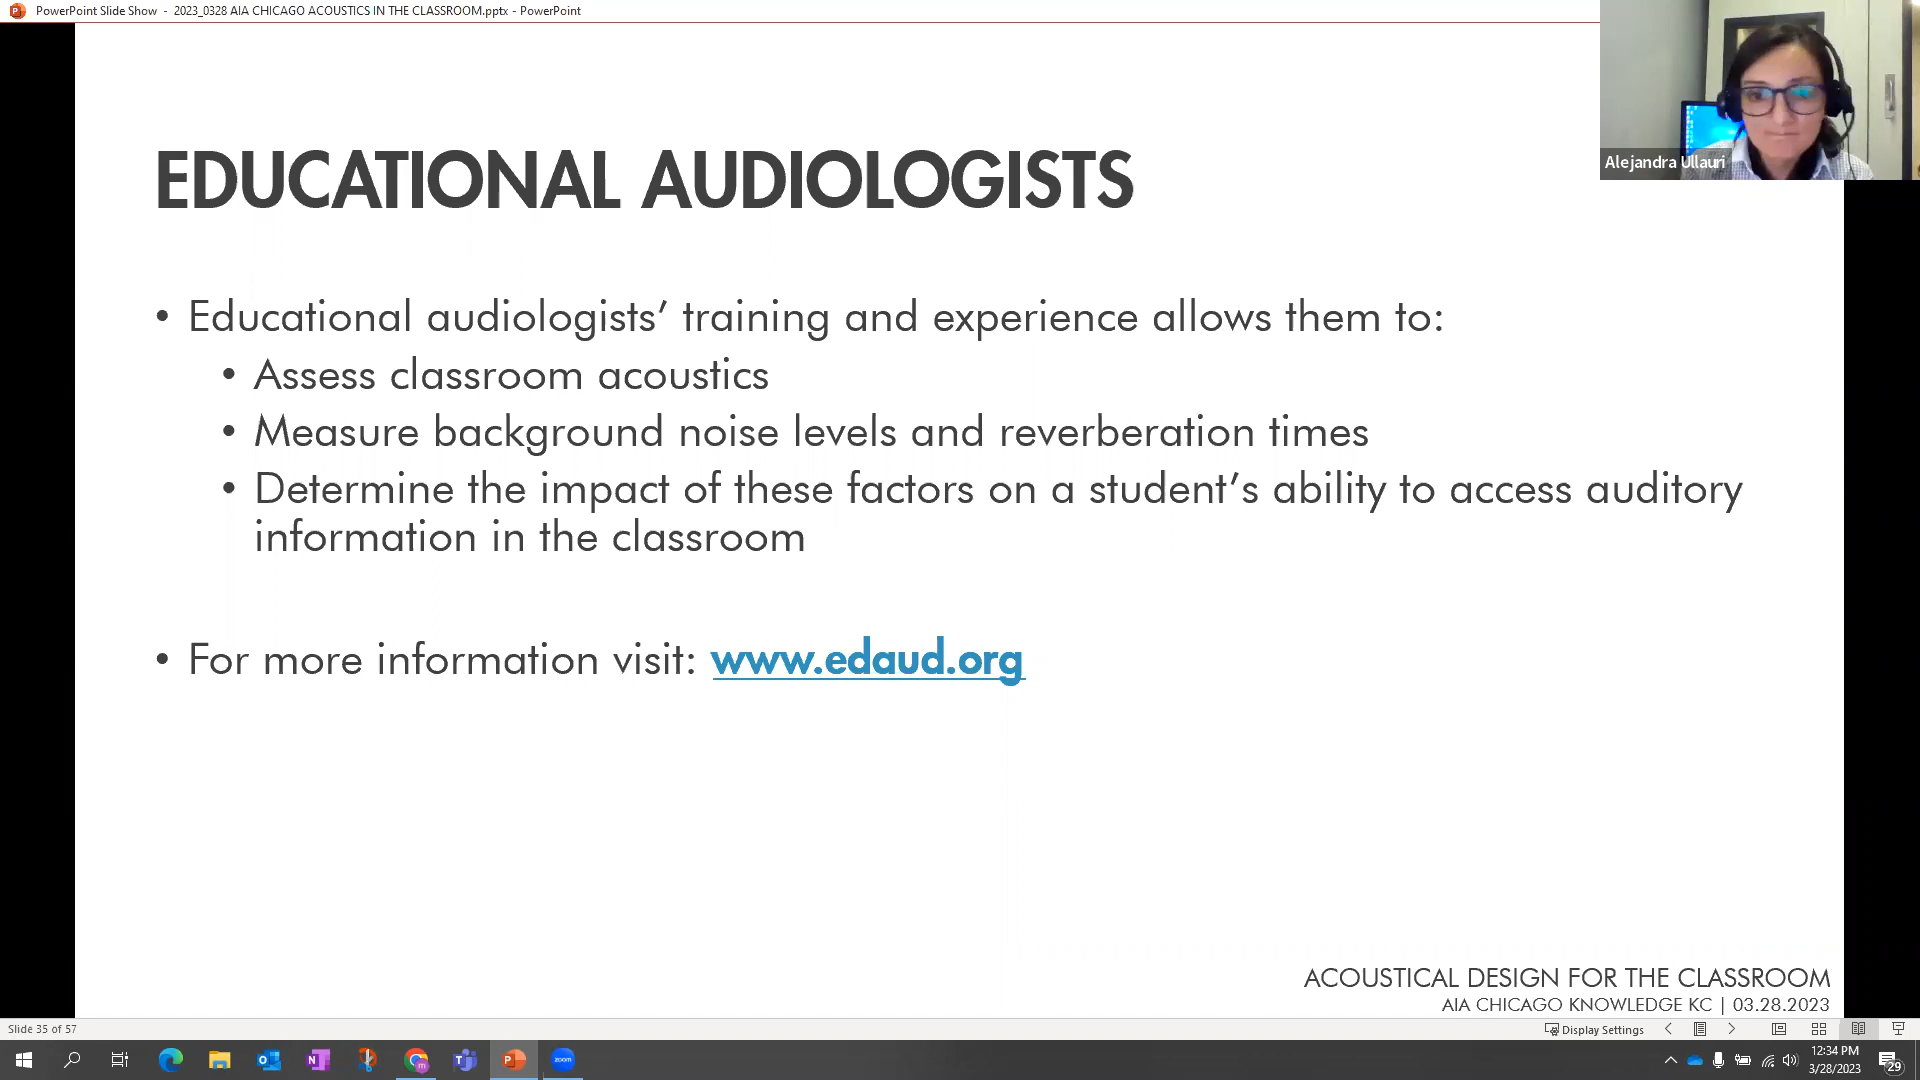 PowerPoint Slide Show - 2023_0328 AIA CHICAGO ACOUSTICS IN THE CLASSROOM.pptx - PowerPoint
Alejandra Ullauri
EDUCATIONAL AUDIOLOGISTS
• Educational audiologists’ training and experience allows them to:
• Assess classroom acoustics
• Measure background noise levels and reverberation times
• Determine the impact of these factors on a student’s ability to access auditory
information in the classroom
• For more information visit: www.edaud.org
ACOUSTICAL DESIGN FOR THE CLASSROOM
AIA CHICAGO KNOWLEDGE KC | 03.28.2023
Slide 35 of 57
Display Settings
zoom
12:34 PM
3/28/2023
29